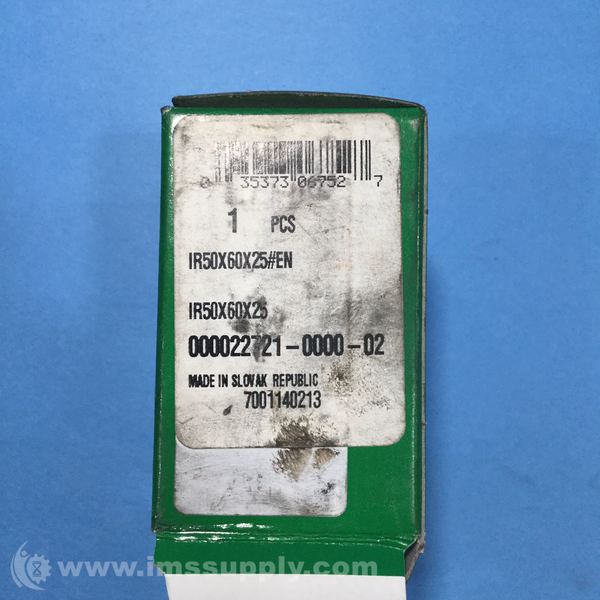 0 35373 06752 7
1 PCS
IR50X60X25#EN
IR50X60X25
000022721-0000-02
MADE IN SLOVAK REPUBLIC
7001140213
www.imssupply.com